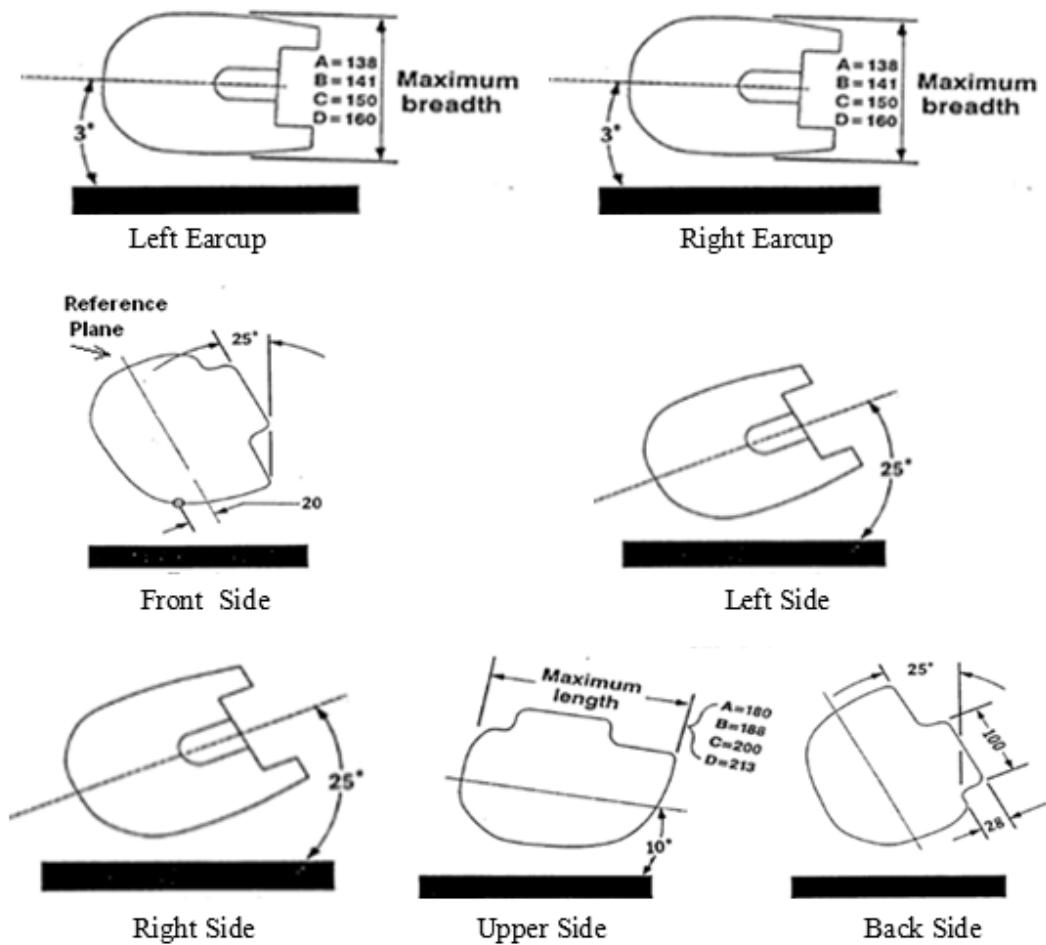 A=138
B=141
C=150
D=160
Maximum
breadth
3°
Left Earcup
A=138
B=141
C=150
D=160
Maximum
breadth
3°
Right Earcup
Reference
Plane
25°
20
Front Side
25°
Left Side
25°
Right Side
Maximum
length
A=180
B=188
C=200
D=213
10°
Upper Side
25°
100
28
Back Side